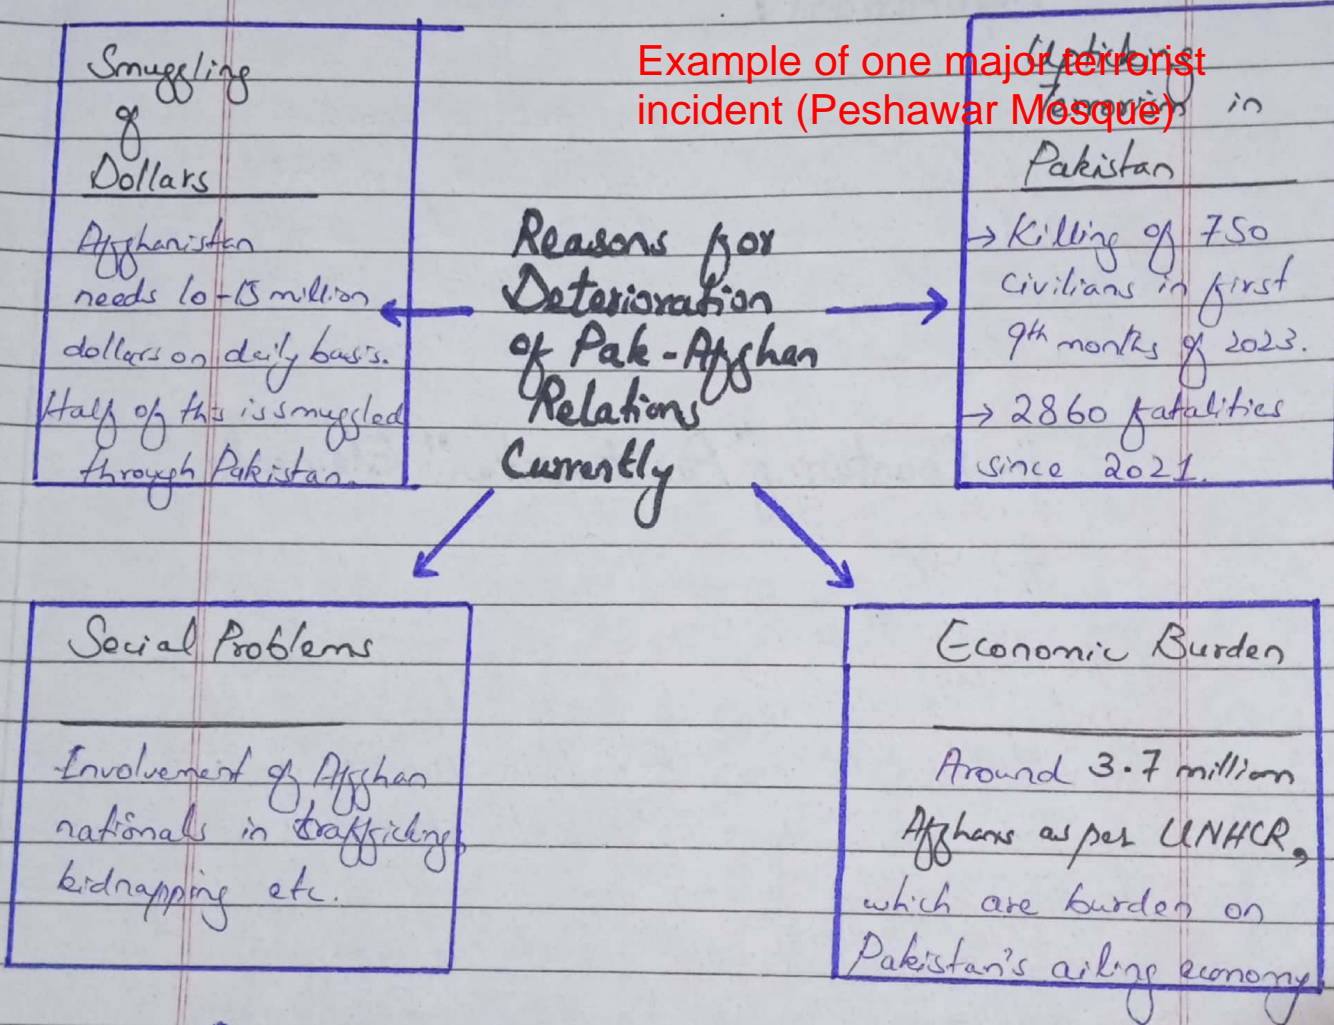 Smuggling
of
Dollars
Afghanistan
needs 10-15 million
dollars on daily basis.
Half of this is smuggled
through Pakistan.
Example of one major terrorist
incident (Peshawar Mosque)
Upticking
Terrorism in
Pakistan
→ Killing of 750
civilians in first
9th months of 2023.
→ 2860 fatalities
since 2021.
Reasons for
Deterioration
of Pak-Afghan
Relations
Currently
Social Problems
Involvement of Afghan
nationals in trafficking,
kidnapping etc.
Economic Burden
Around 3.7 million
Afghans as per UNHCR,
which are burden on
Pakistan's ailing economy